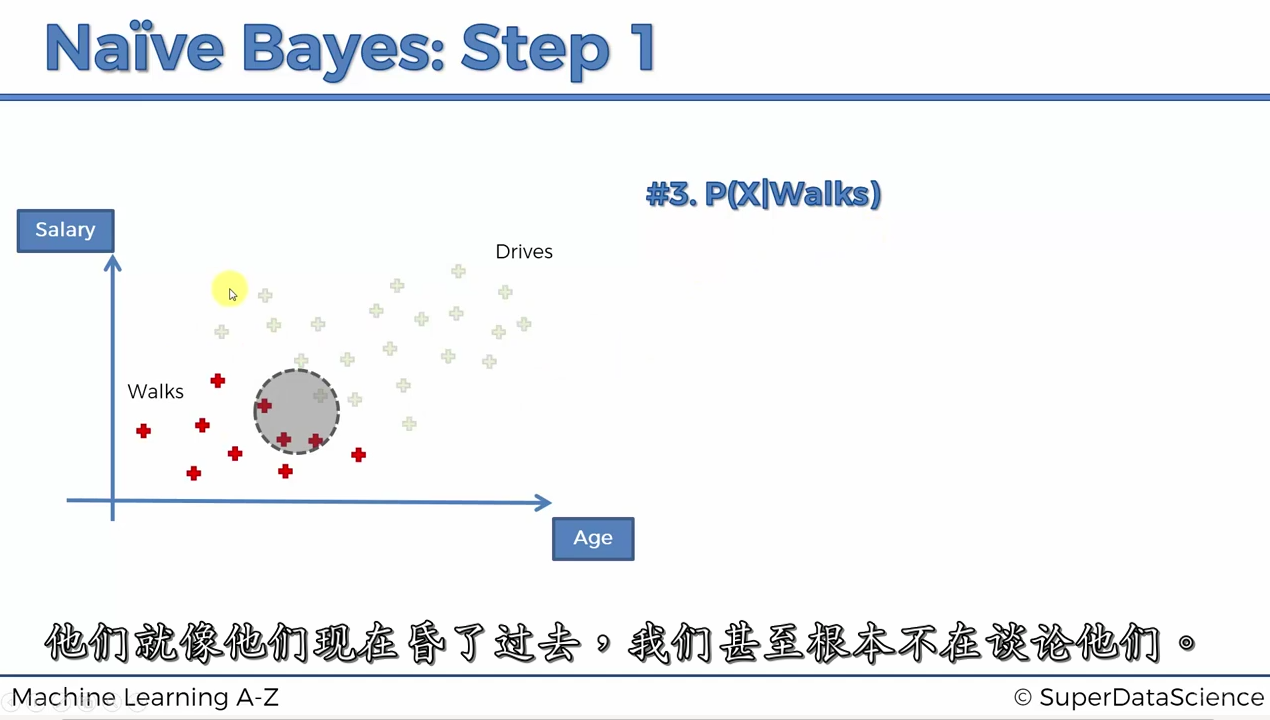 Naïve Bayes: Step 1
#3. P(X|Walks)
Salary
Drives
Walks
Age
他们就像他们现在昏了过去，我们甚至根本不在谈论他们。
Machine Learning A-Z
© SuperDataScience